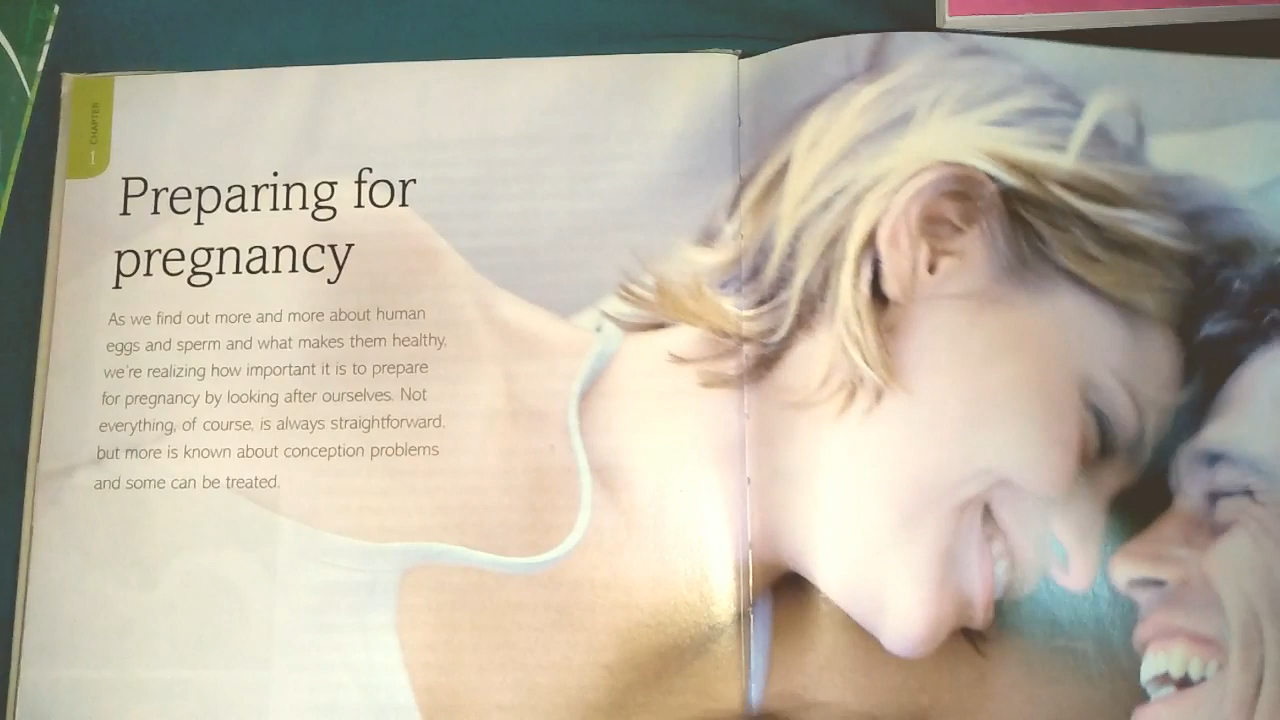 CHAPTER 1
Preparing for
pregnancy
As we find out more and more about human
eggs and sperm and what makes them healthy,
we're realizing how important it is to prepare
for pregnancy by looking after ourselves. Not
everything, of course, is always straightforward,
but more is known about conception problems
and some can be treated.